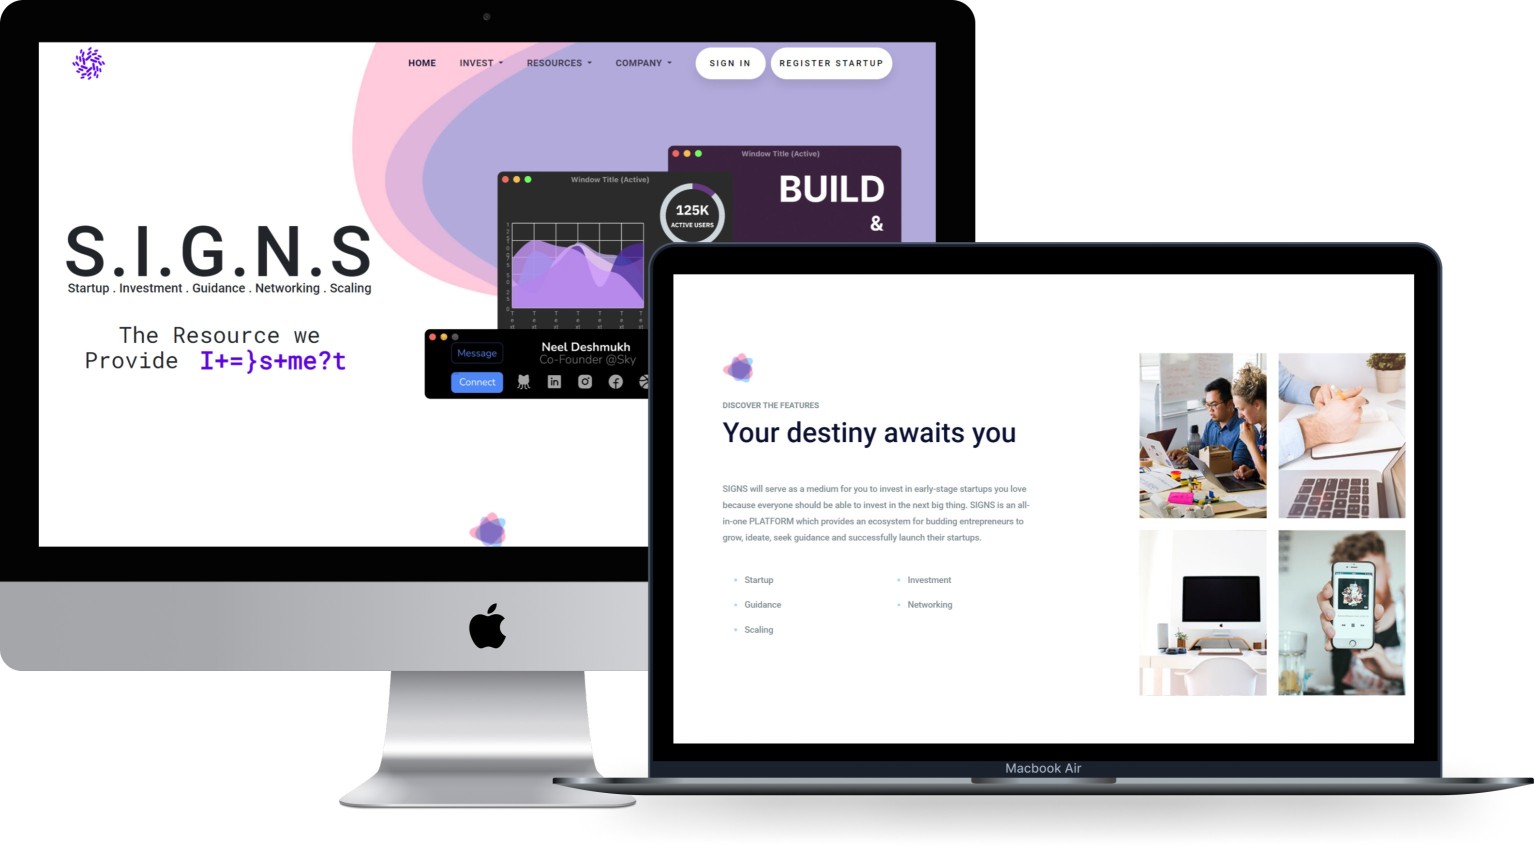 HOME INVEST RESOURCES COMPANY SIGN IN REGISTER STARTUP
S.I.G.N.S
Startup . Investment . Guidance . Networking . Scaling
The Resource we
Provide I+=}s+me?t
Window Title (Active)
BUILD
&
Window Title (Active)
125K
ACTIVE USERS
Message
Connect
Neel Deshmukh
Co-Founder @Sky
DISCOVER THE FEATURES
Your destiny awaits you
SIGNS will serve as a medium for you to invest in early-stage startups you love
because everyone should be able to invest in the next big thing. SIGNS is an all-
in-one PLATFORM which provides an ecosystem for budding entrepreneurs to
grow, ideate, seek guidance and successfully launch their startups.
Startup
Investment
Guidance
Networking
Scaling
Macbook Air